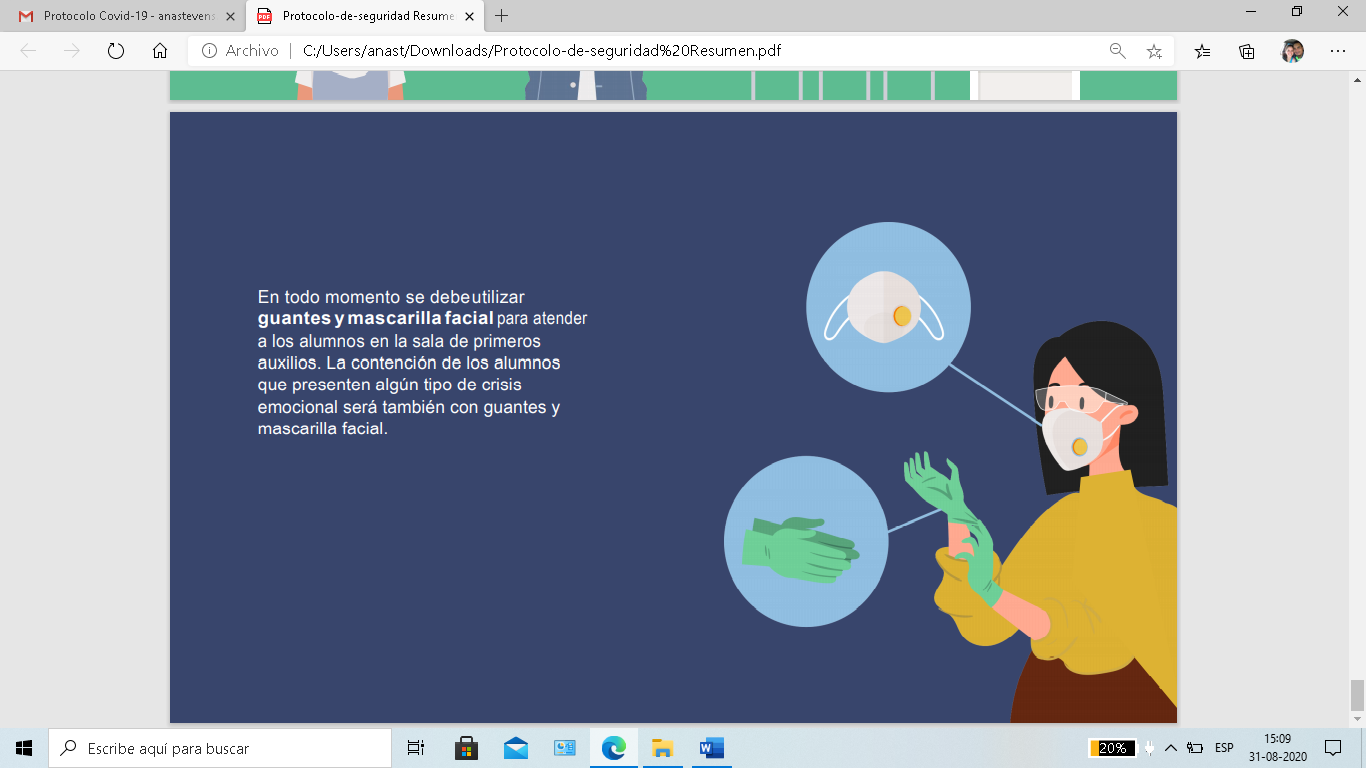 Protocolo Covid-19 - anastevens
Protocolo-de-seguridad Resume
Archivo C:/Users/anast/Downloads/Protocolo-de-seguridad%20Resumen.pdf
En todo momento se debe utilizar
guantes y mascarilla facial para atender
a los alumnos en la sala de primeros
auxilios. La contención de los alumnos
que presenten algún tipo de crisis
emocional será también con guantes y
mascarilla facial.
Escribe aquí para buscar
20%
ESP
15:09
31-08-2020